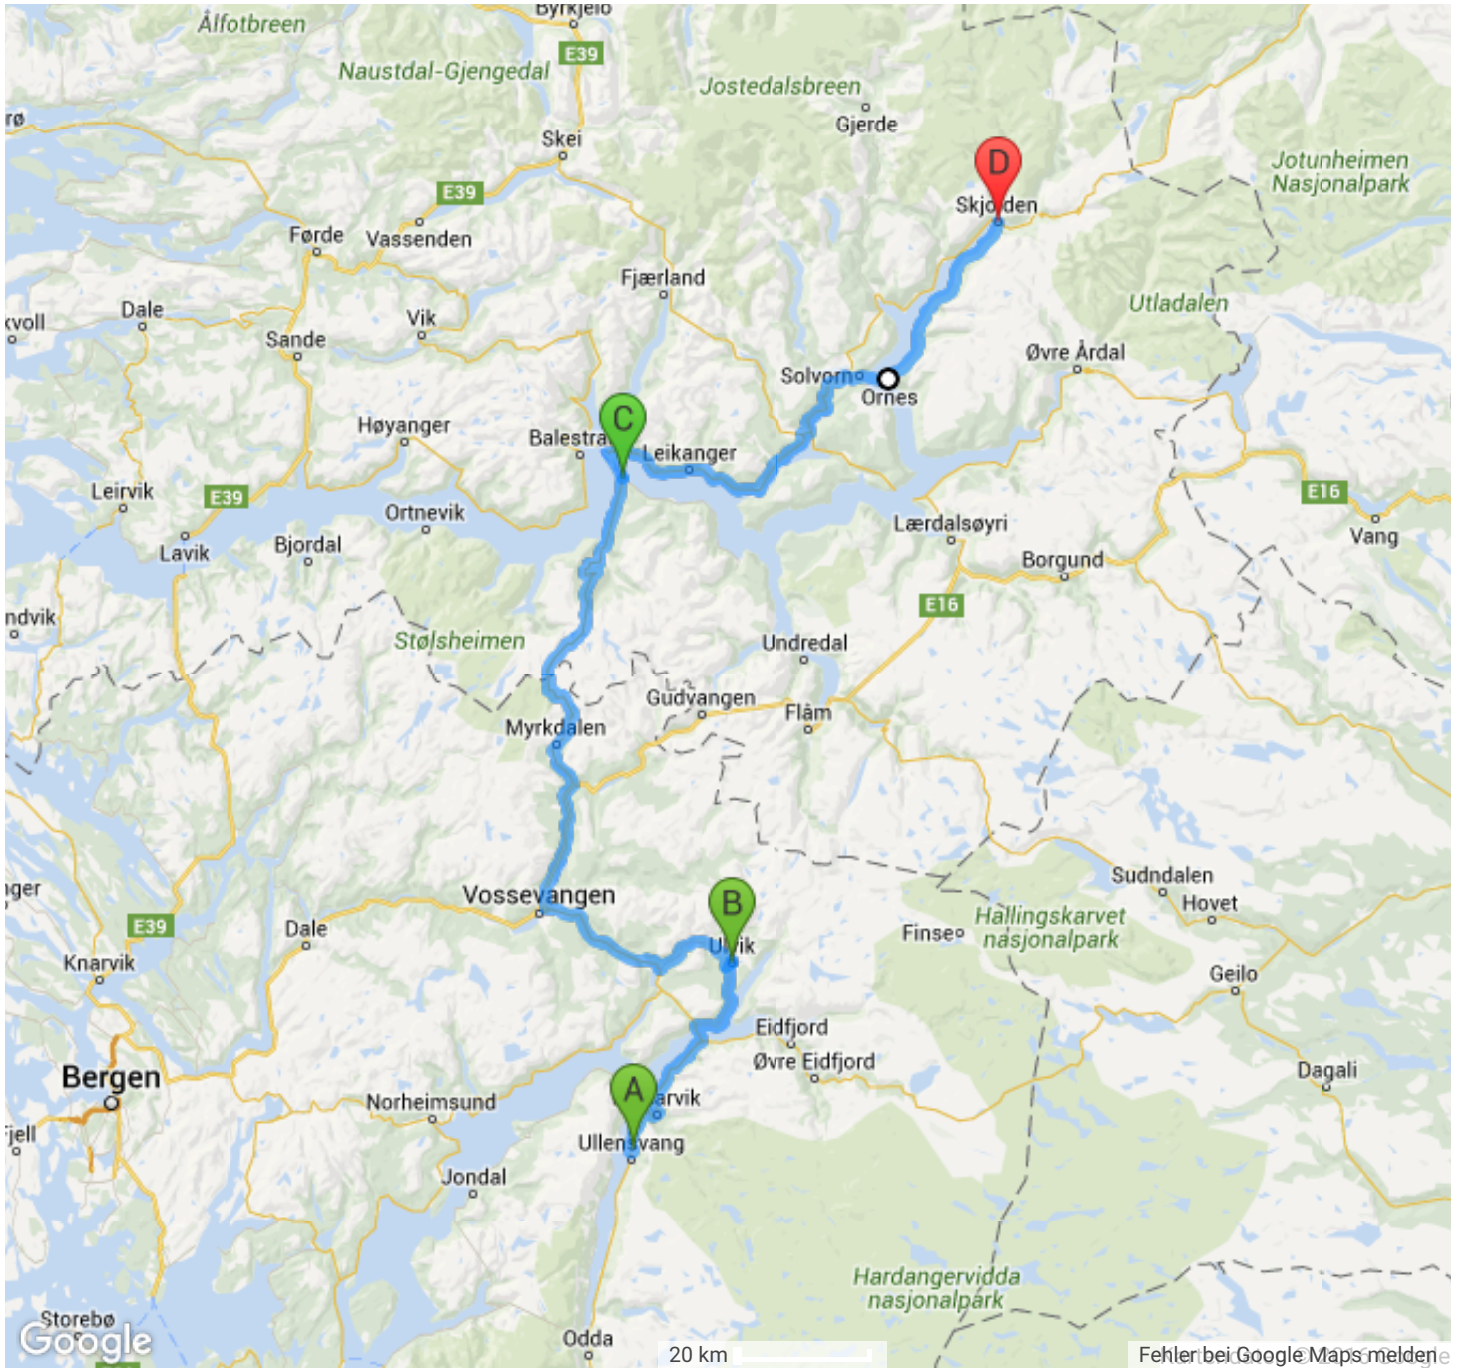 Byrkjelo
Ålfotbreen
E39
Naustdal-Gjengedal
Jostedalsbreen
Gjerde
Skei
D
Jotunheimen
Nasjonalpark
E39
Skjolden
Førde
Vassenden
Fjærland
Utladalen
Dale
Vik
Sande
Øvre Årdal
Solvorn
Ornes
C
Høyanger
Balestra
Leikanger
Leirvik
E39
E16
Ortnevik
Lærdalsøyri
Vang
Lavik
Bjordal
Borgund
E16
Stølsheimen
Undredal
Gudvangen
Flåm
Myrkdalen
Sudndalen
Vossevangen
B
Hovet
Hallingskarvet
nasjonalpark
E39
Dale
Finse
Ulvik
Knarvik
Geilo
Eidfjord
Øvre Eidfjord
Bergen
A
Dagali
Norheimsund
arvik
Ullensvang
Jondal
Hardangervidda
nasjonalpark
Storebø
Google
Odda
20 km
Fehler bei Google Maps melden